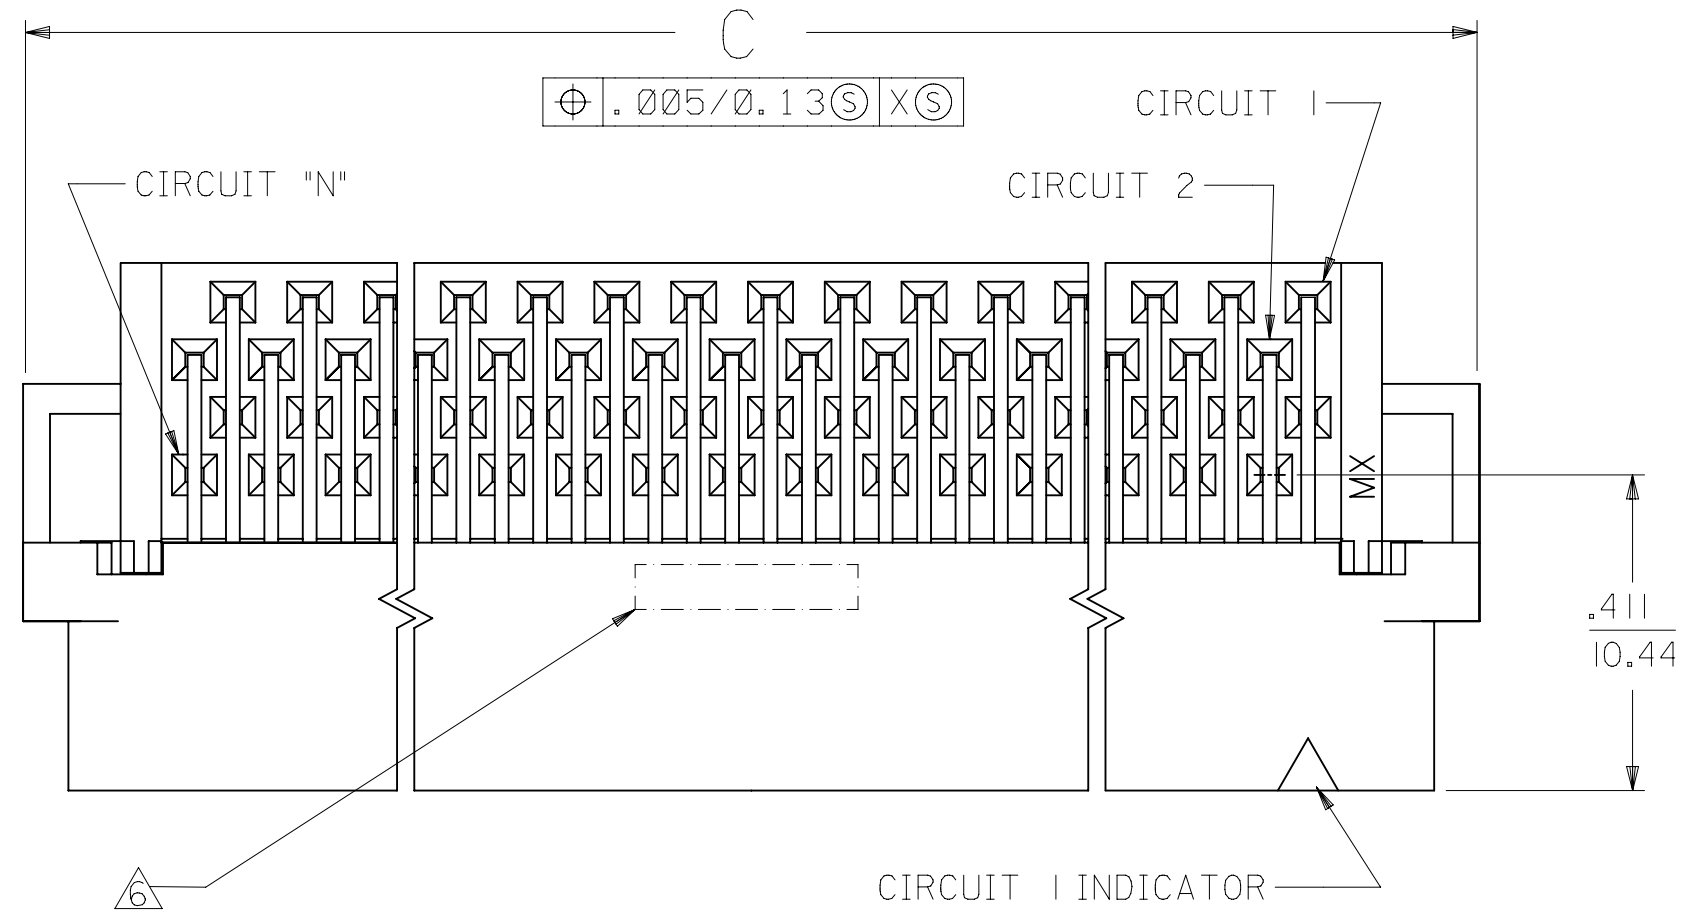 C
⌖ .005/0.13 Ⓢ X Ⓢ
CIRCUIT 1
CIRCUIT "N"
CIRCUIT 2
MX
.411
10.44
6
CIRCUIT 1 INDICATOR